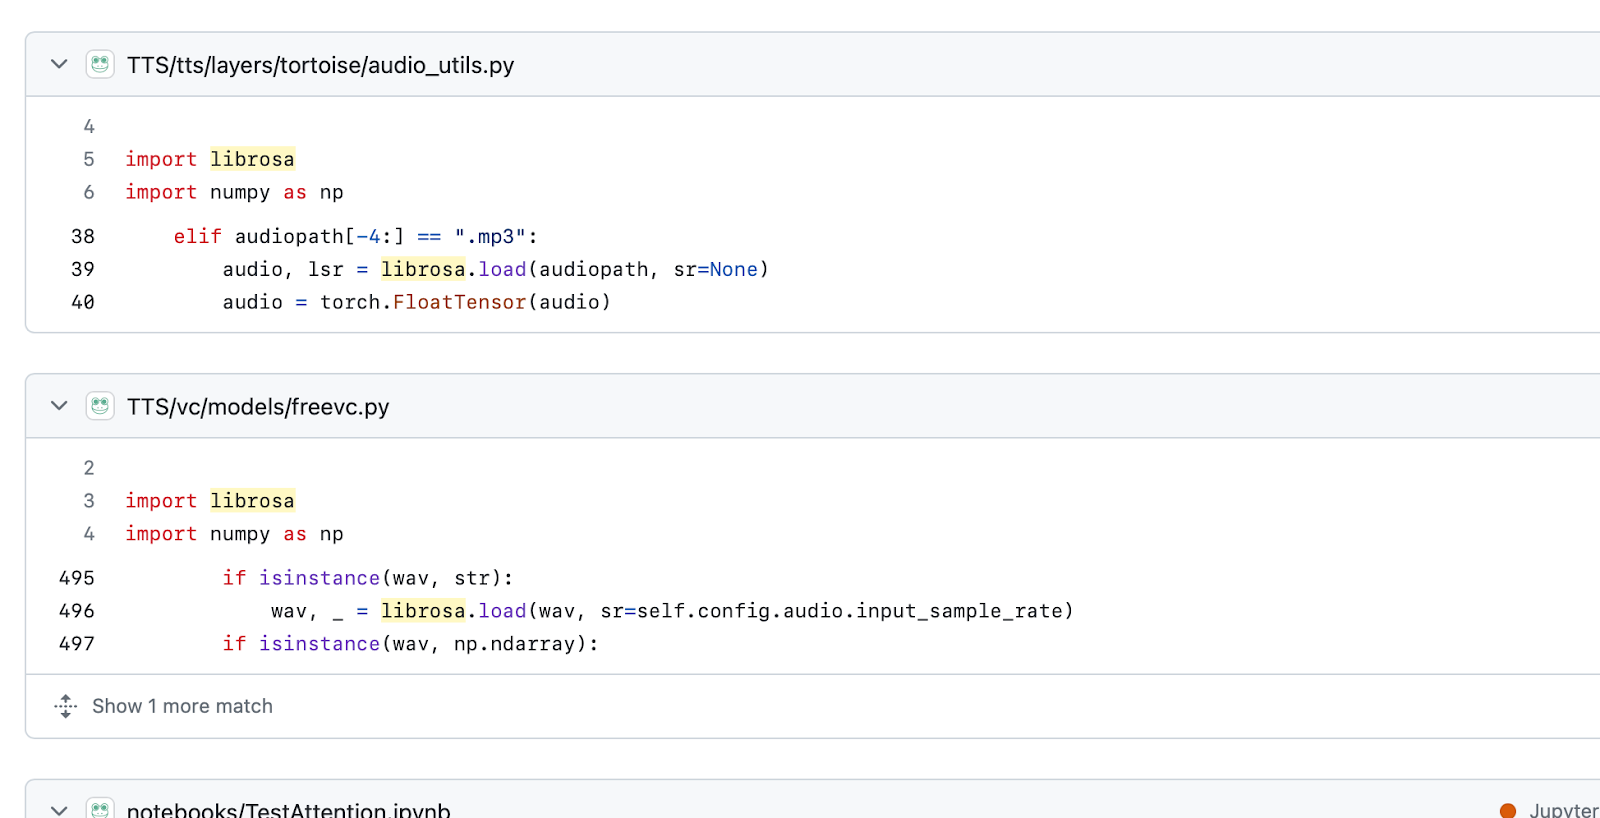 TTS/tts/layers/tortoise/audio_utils.py
4
5 import librosa
6 import numpy as np
38     elif audiopath[-4:] == ".mp3":
39         audio, lsr = librosa.load(audiopath, sr=None)
40         audio = torch.FloatTensor(audio)
TTS/vc/models/freevc.py
2
3 import librosa
4 import numpy as np
495         if isinstance(wav, str):
496             wav, _ = librosa.load(wav, sr=self.config.audio.input_sample_rate)
497         if isinstance(wav, np.ndarray):
Show 1 more match
notebooks/TestAttention.ipynb Jupyter